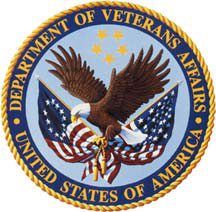 DEPARTMENT OF VETERANS AFFAIRS
UNITED STATES OF AMERICA